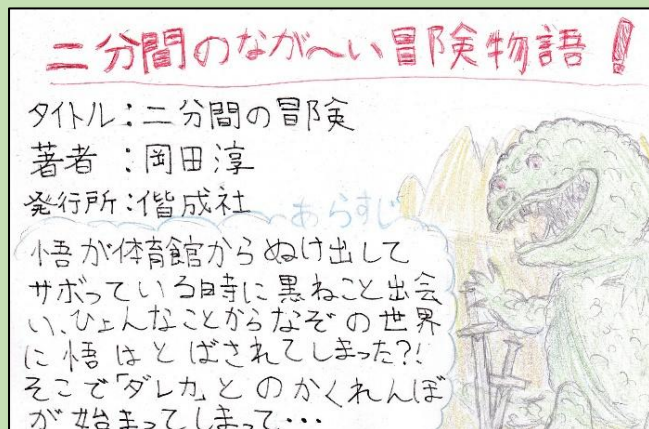 二分間のなが〜い冒険物語!
タイトル:二分間の冒険
著者:岡田淳
発行所:偕成社
あらすじ
悟が体育館からぬけ出して
サボっている時に黒ねこと出会
い、ひょんなことからなぞの世界
に悟はとばされてしまった?!
そこで「ダレカ」とのかくれんぼ
が始まってしまって・・・